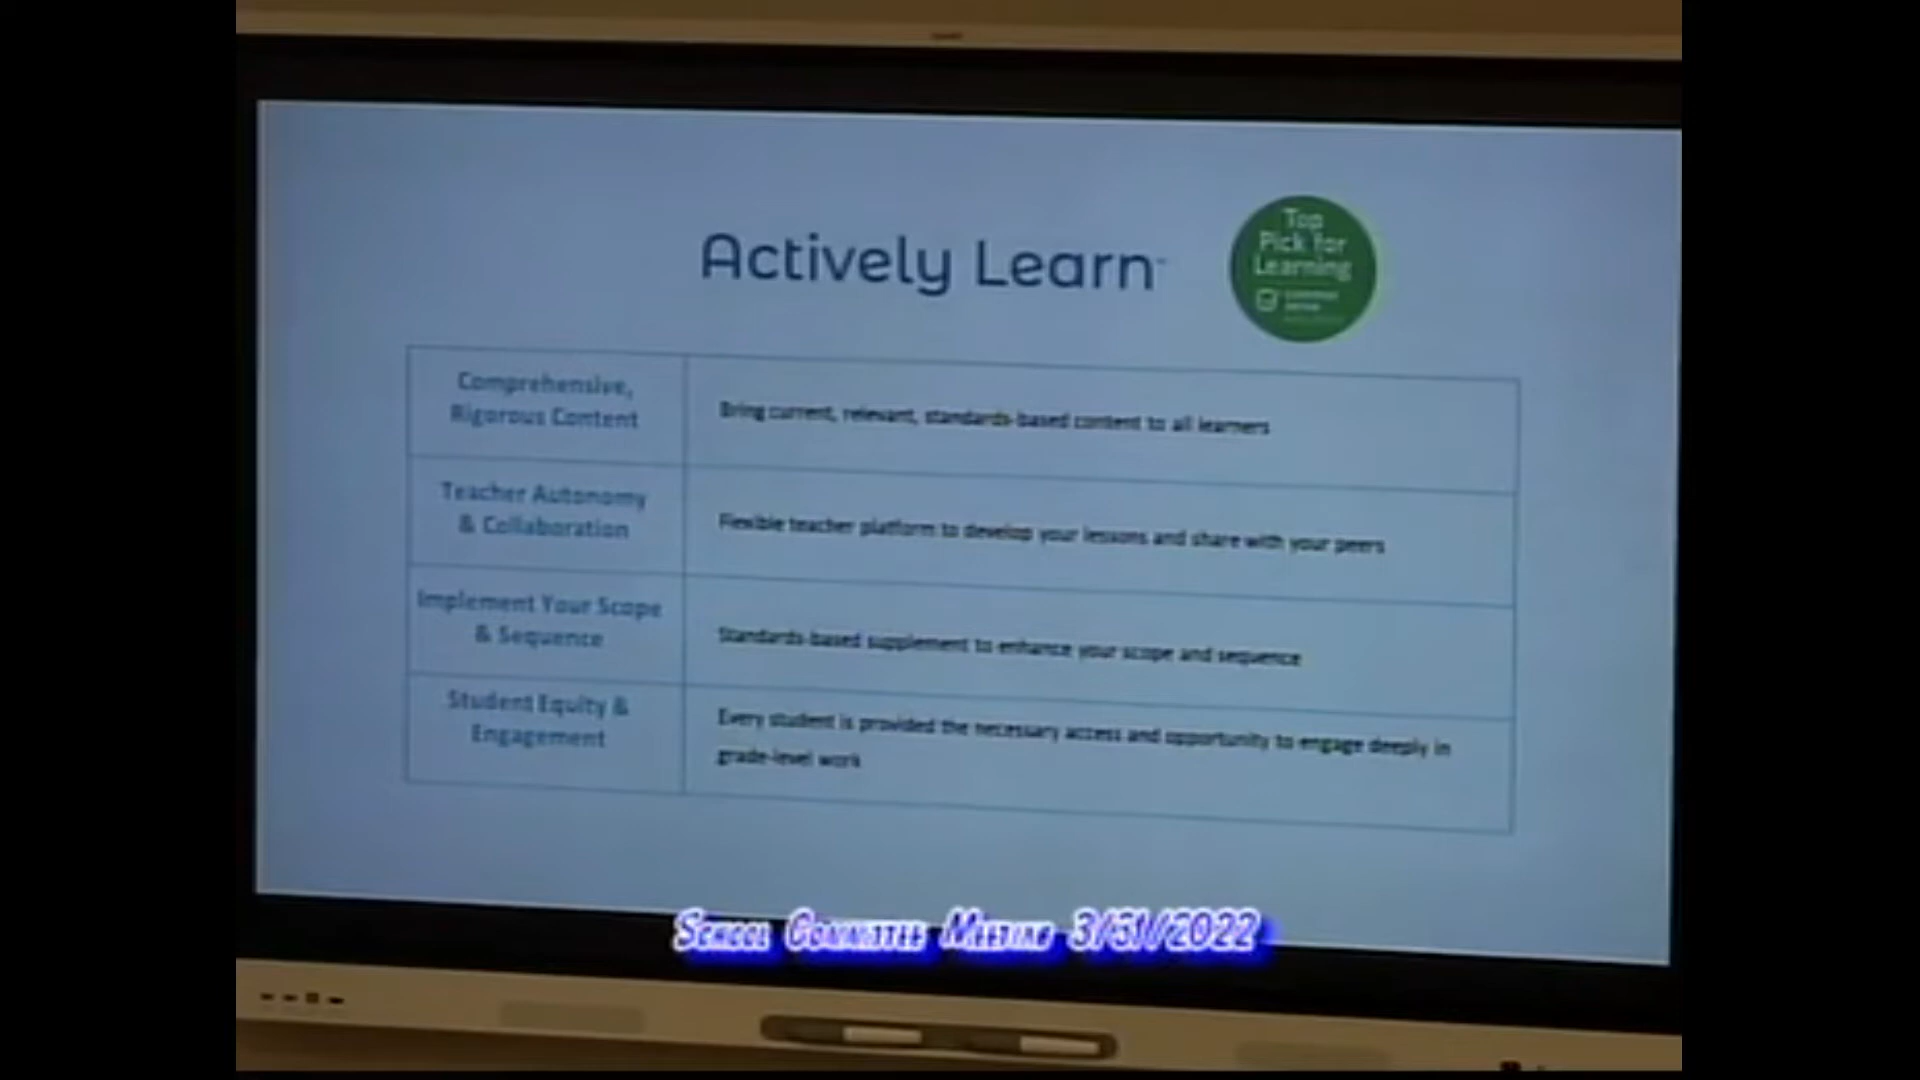 Actively Learn
Top
Pick for
Learning
common
sense
Comprehensive,
Rigorous Content
Bring current, relevant, standards-based content to all learners
Teacher Autonomy
& Collaboration
Flexible teacher platform to develop your lessons and share with your peers
Implement Your Scope
& Sequence
Standards-based supplement to enhance your scope and sequence
Student Equity &
Engagement
Every student is provided the necessary access and opportunity to engage deeply in
grade-level work
School Committee Meeting 3/31/2022